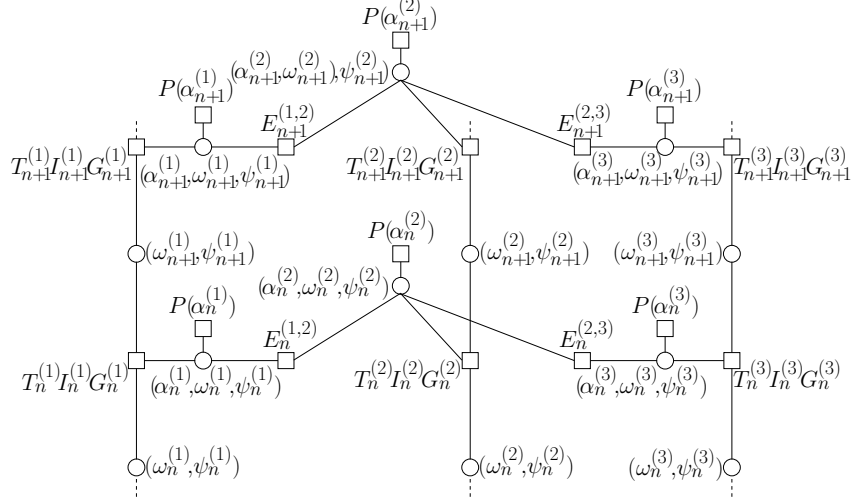 P(α_{n+1}^{(2)})
(α_{n+1}^{(2)},ω_{n+1}^{(2)}),ψ_{n+1}^{(2)})
P(α_{n+1}^{(1)}) E_{n+1}^{(1,2)} E_{n+1}^{(2,3)} P(α_{n+1}^{(3)})
T_{n+1}^{(1)}I_{n+1}^{(1)}G_{n+1}^{(1)} (α_{n+1}^{(1)},ω_{n+1}^{(1)},ψ_{n+1}^{(1)}) T_{n+1}^{(2)}I_{n+1}^{(2)}G_{n+1}^{(2)} (α_{n+1}^{(3)},ω_{n+1}^{(3)},ψ_{n+1}^{(3)}) T_{n+1}^{(3)}I_{n+1}^{(3)}G_{n+1}^{(3)}
P(α_n^{(2)})
(ω_{n+1}^{(1)},ψ_{n+1}^{(1)}) (ω_{n+1}^{(2)},ψ_{n+1}^{(2)}) (ω_{n+1}^{(3)},ψ_{n+1}^{(3)})
(α_n^{(2)},ω_n^{(2)},ψ_n^{(2)})
P(α_n^{(1)}) E_n^{(1,2)} E_n^{(2,3)} P(α_n^{(3)})
T_n^{(1)}I_n^{(1)}G_n^{(1)} (α_n^{(1)},ω_n^{(1)},ψ_n^{(1)}) T_n^{(2)}I_n^{(2)}G_n^{(2)} (α_n^{(3)},ω_n^{(3)},ψ_n^{(3)}) T_n^{(3)}I_n^{(3)}G_n^{(3)}
(ω_n^{(1)},ψ_n^{(1)}) (ω_n^{(2)},ψ_n^{(2)}) (ω_n^{(3)},ψ_n^{(3)})